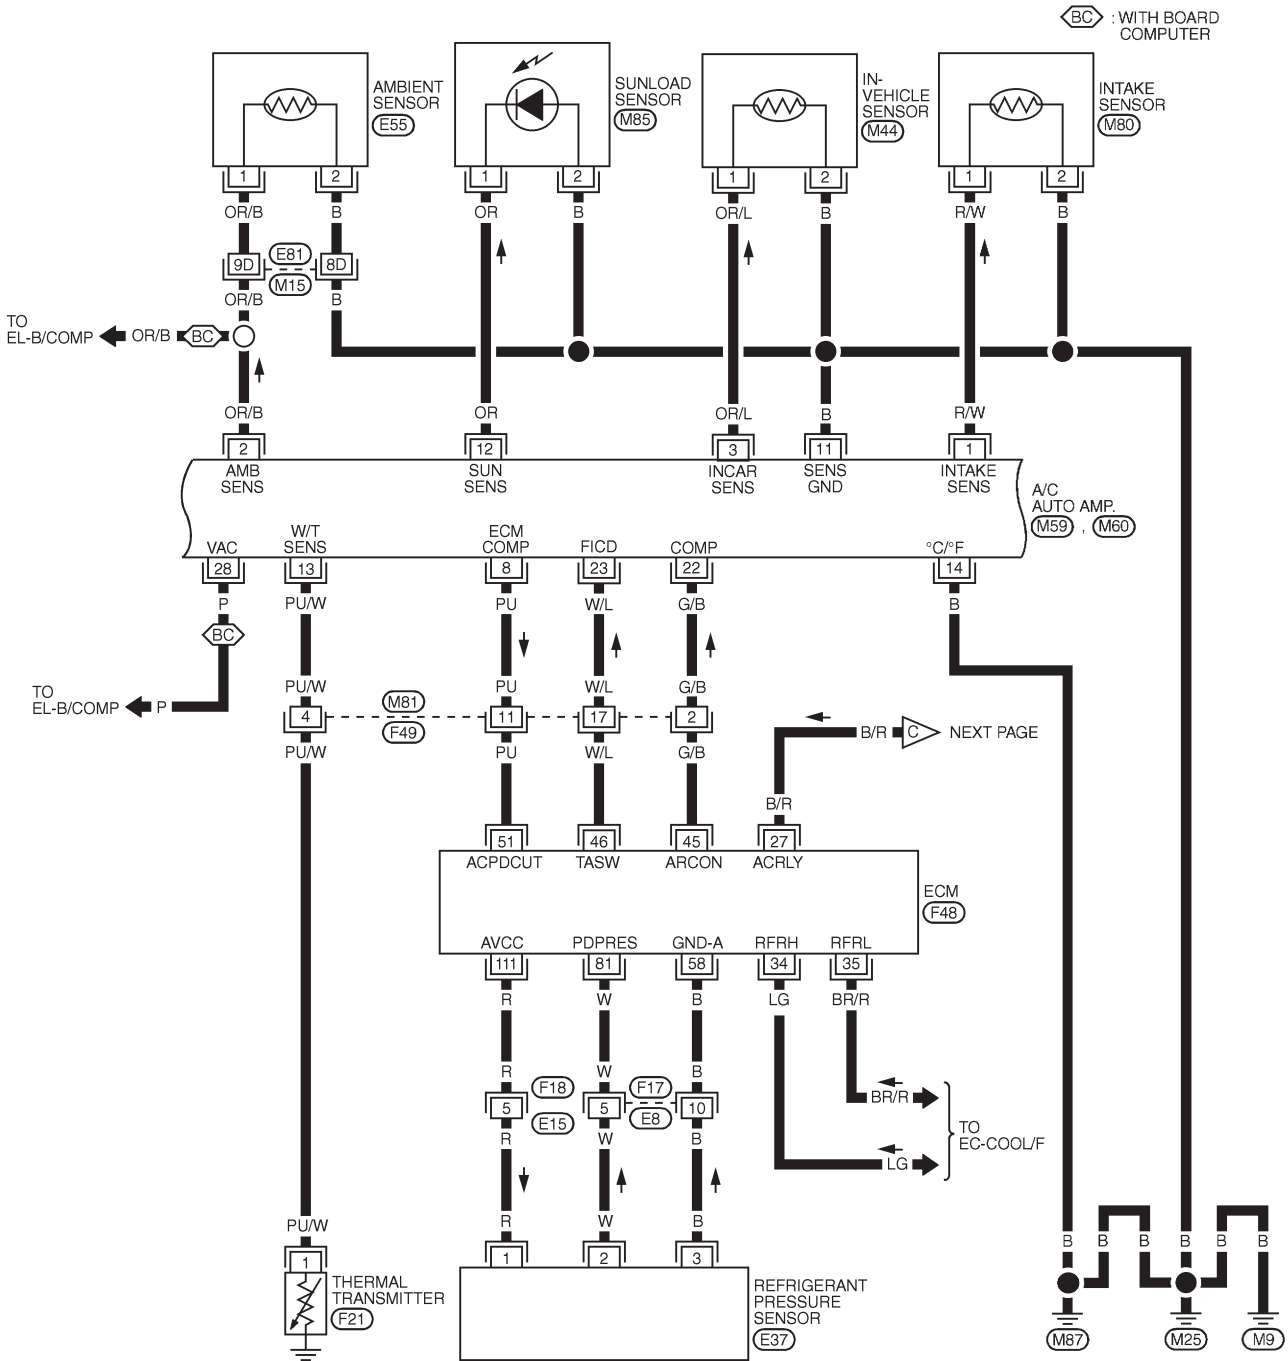 BC : WITH BOARD
COMPUTER
AMBIENT
SENSOR
E55
SUNLOAD
SENSOR
M85
IN-
VEHICLE
SENSOR
M44
INTAKE
SENSOR
M80
1 2 1 2 1 2 1 2
OR/B B OR B OR/L B R/W B
9D E81 8D
M15
OR/B B
TO
EL-B/COMP OR/B BC
OR/B OR OR/L B R/W
2 12 3 11 1
AMB
SENS
SUN
SENS
INCAR
SENS
SENS
GND
INTAKE
SENS
A/C
AUTO AMP.
M59 , M60
VAC
W/T
SENS
ECM
COMP
FICD
COMP
°C/°F
28 13 8 23 22 14
P PU/W PU W/L G/B B
BC
TO
EL-B/COMP P
PU/W PU W/L G/B
4 M81 11 17 2
F49
PU/W PU W/L G/B
B/R C NEXT PAGE
B/R
51 46 45 27
ACPDCUT TASW ARCON ACRLY
ECM
F48
AVCC PDPRES GND-A RFRH RFRL
111 81 58 34 35
R W B LG BR/R
R W B
5 F18 5 F17 10
E15 E8
R W B
BR/R
LG
TO
EC-COOL/F
R W B
PU/W
1
THERMAL
TRANSMITTER
F21
1 2 3
REFRIGERANT
PRESSURE
SENSOR
E37
B B B B B B
M87 M25 M9